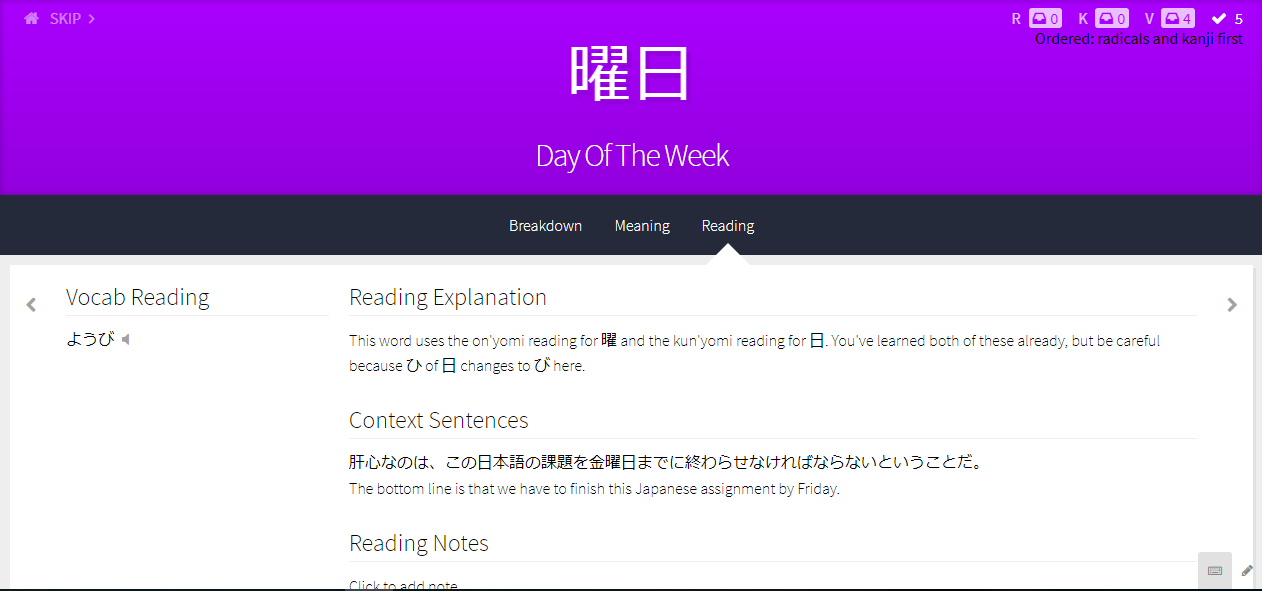 SKIP
R 0 K 0 V 4 5
Ordered: radicals and kanji first
曜日
Day Of The Week
Breakdown Meaning Reading
Vocab Reading
ようび
Reading Explanation
This word uses the on'yomi reading for 曜 and the kun'yomi reading for 日. You've learned both of these already, but be careful
because ひ of 日 changes to び here.
Context Sentences
肝心なのは、この日本語の課題を金曜日までに終わらせなければならないということだ。
The bottom line is that we have to finish this Japanese assignment by Friday.
Reading Notes
Click to add note